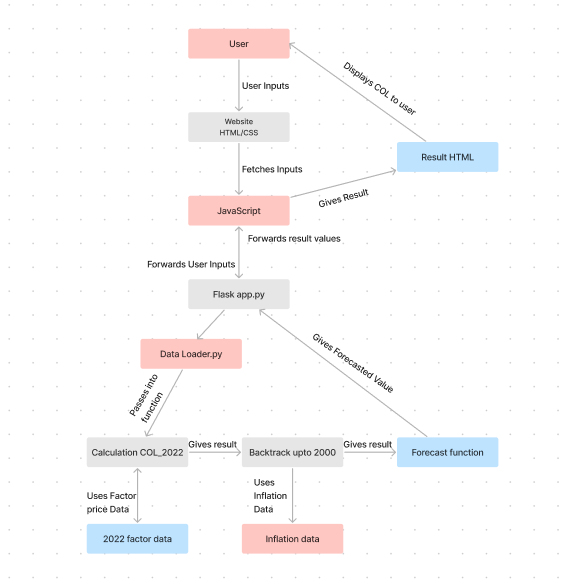 User
Displays COL to user
User Inputs
Website
HTML/CSS
Result HTML
Fetches Inputs
Gives Result
JavaScript
Forwards result values
Forwards User Inputs
Flask app.py
Gives Forecasted Value
Data Loader.py
Passes into
function
Calculation COL_2022
Gives result
Backtrack upto 2000
Gives result
Forecast function
Uses Factor
price Data
Uses
Inflation
Data
2022 factor data
Inflation data